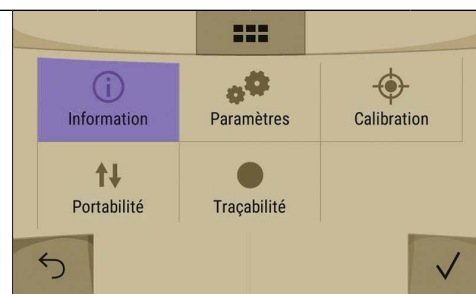 Information
Paramètres
Calibration
Portabilité
Traçabilité